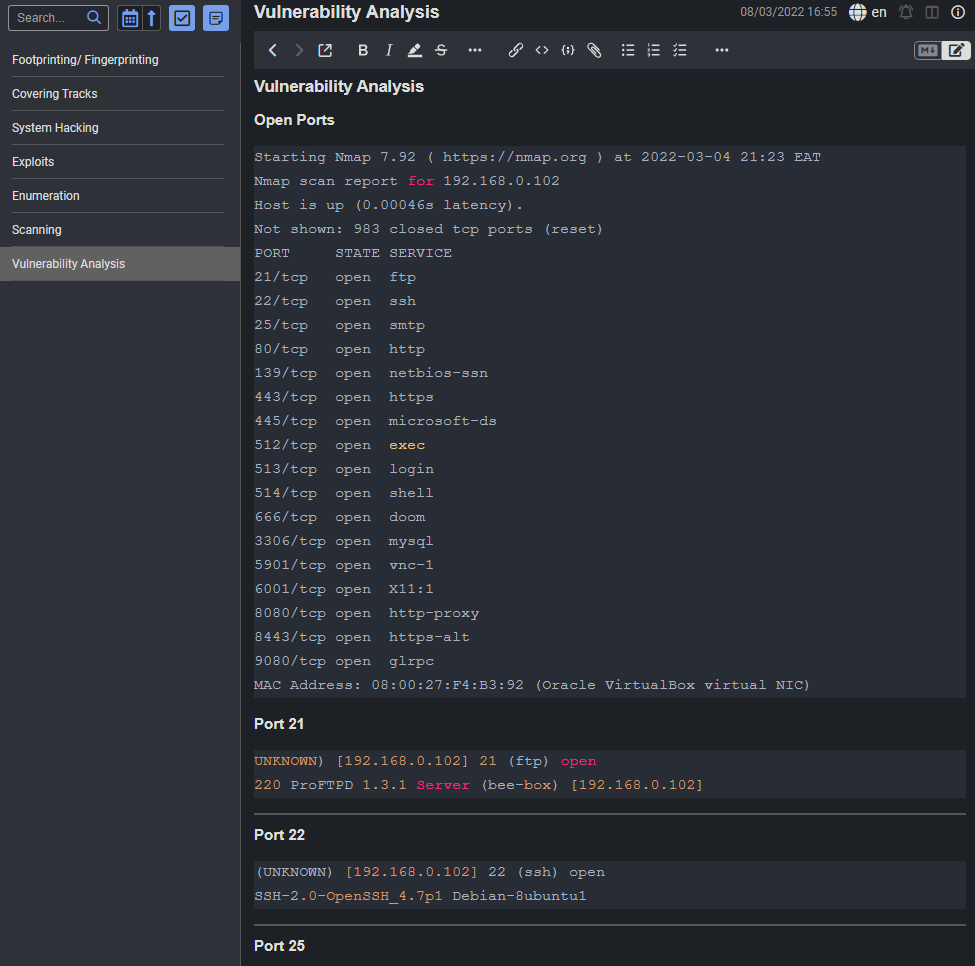 Search...
Footprinting/ Fingerprinting
Covering Tracks
System Hacking
Exploits
Enumeration
Scanning
Vulnerability Analysis
Vulnerability Analysis
08/03/2022 16:55 en
B I S M↓
Vulnerability Analysis
Open Ports
Starting Nmap 7.92 ( https://nmap.org ) at 2022-03-04 21:23 EAT
Nmap scan report for 192.168.0.102
Host is up (0.00046s latency).
Not shown: 983 closed tcp ports (reset)
PORT STATE SERVICE
21/tcp open ftp
22/tcp open ssh
25/tcp open smtp
80/tcp open http
139/tcp open netbios-ssn
443/tcp open https
445/tcp open microsoft-ds
512/tcp open exec
513/tcp open login
514/tcp open shell
666/tcp open doom
3306/tcp open mysql
5901/tcp open vnc-1
6001/tcp open X11:1
8080/tcp open http-proxy
8443/tcp open https-alt
9080/tcp open glrpc
MAC Address: 08:00:27:F4:B3:92 (Oracle VirtualBox virtual NIC)
Port 21
UNKNOWN) [192.168.0.102] 21 (ftp) open
220 ProFTPD 1.3.1 Server (bee-box) [192.168.0.102]
Port 22
(UNKNOWN) [192.168.0.102] 22 (ssh) open
SSH-2.0-OpenSSH_4.7p1 Debian-8ubuntu1
Port 25